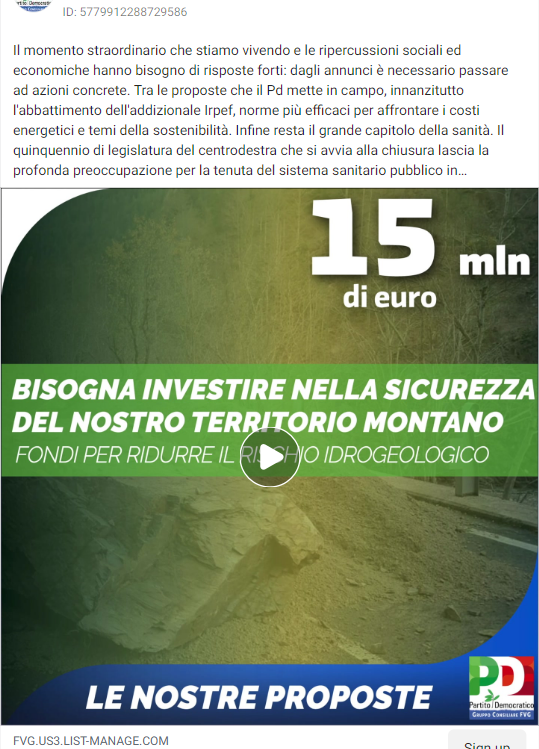 Partito Democratico
ID: 5779912288729586
Il momento straordinario che stiamo vivendo e le ripercussioni sociali ed
economiche hanno bisogno di risposte forti: dagli annunci è necessario passare
ad azioni concrete. Tra le proposte che il Pd mette in campo, innanzitutto
l'abbattimento dell'addizionale Irpef, norme più efficaci per affrontare i costi
energetici e temi della sostenibilità. Infine resta il grande capitolo della sanità. Il
quinquennio di legislatura del centrodestra che si avvia alla chiusura lascia la
profonda preoccupazione per la tenuta del sistema sanitario pubblico in...
15 mln
di euro
BISOGNA INVESTIRE NELLA SICUREZZA
DEL NOSTRO TERRITORIO MONTANO
FONDI PER RIDURRE IL RISCHIO IDROGEOLOGICO
LE NOSTRE PROPOSTE
PD
Partito Democratico
GRUPPO CONSILIARE FVG
FVG.US3.LIST-MANAGE.COM
Sign up